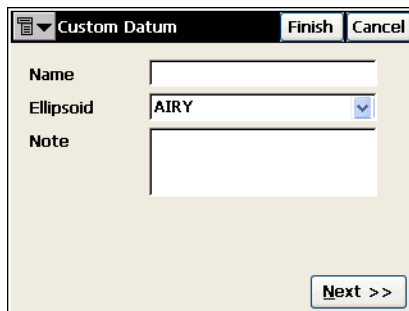 Custom Datum Finish Cancel
Name
Ellipsoid AIRY
Note
Next >>